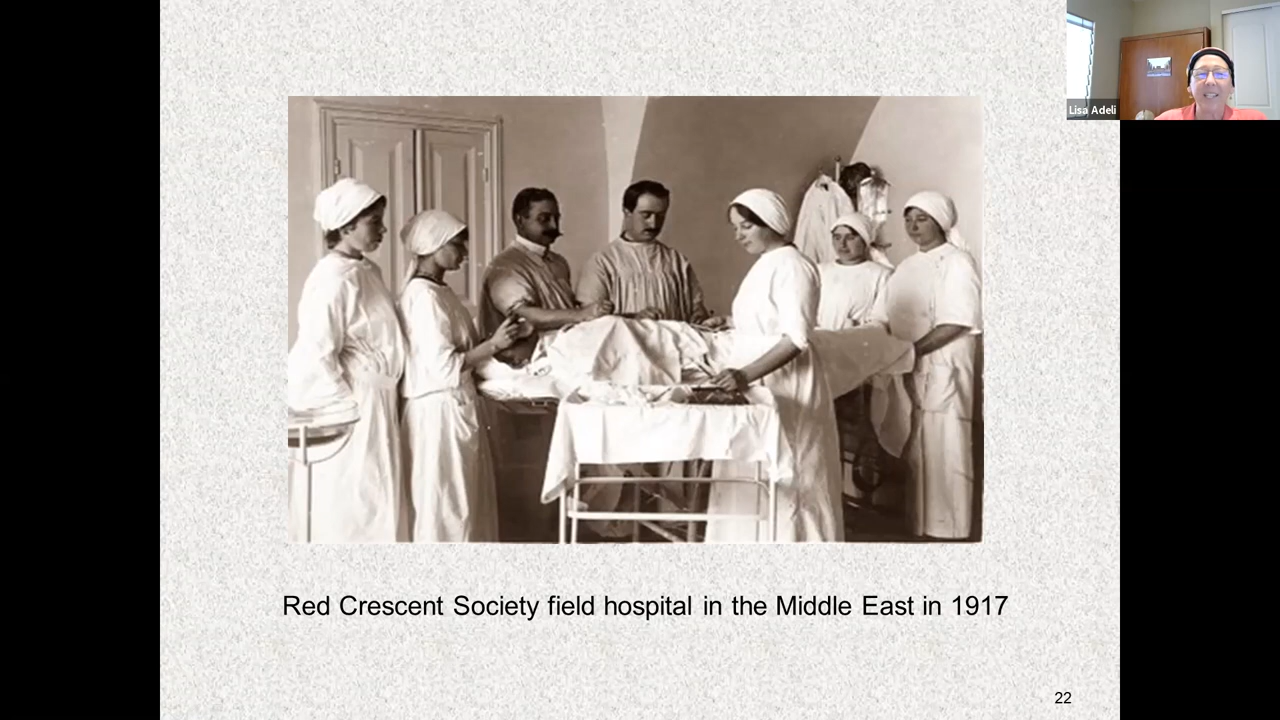 Lisa Adeli
Red Crescent Society field hospital in the Middle East in 1917
22